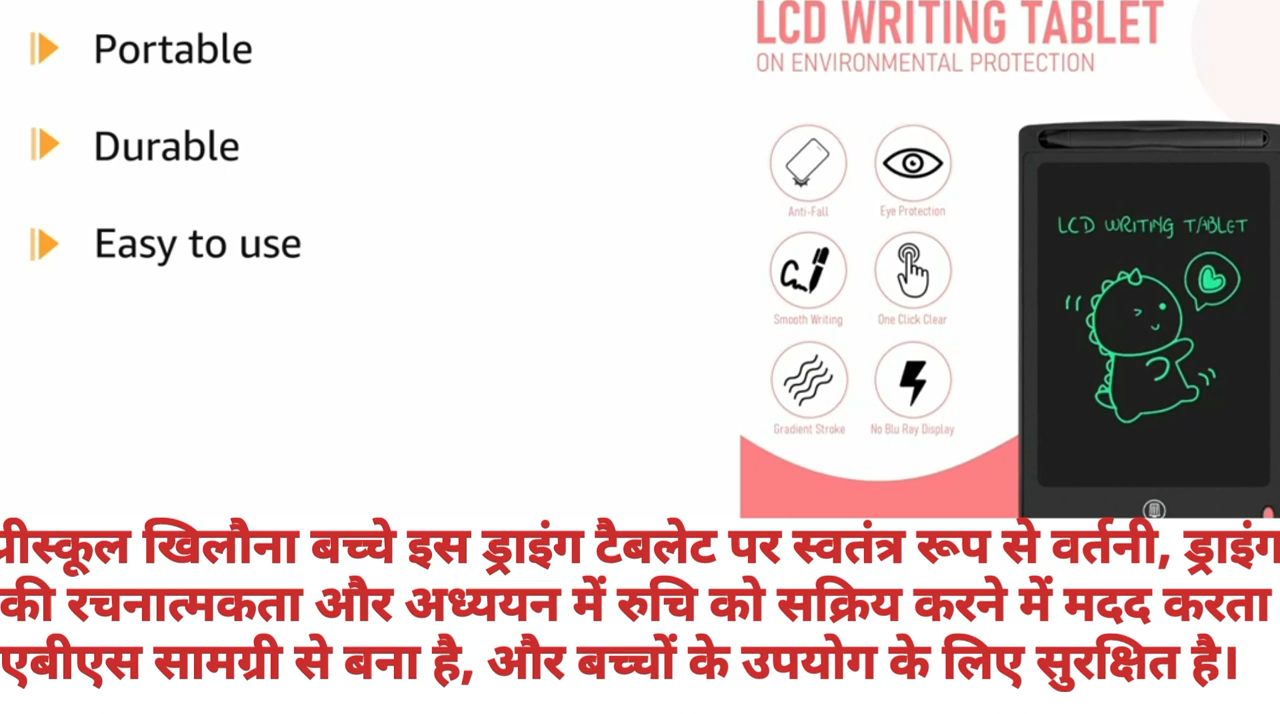 Portable
Durable
Easy to use
LCD WRITING TABLET
ON ENVIRONMENTAL PROTECTION
Anti-Fall
Eye Protection
Smooth Writing
One Click Clear
Gradient Stroke
No Blu Ray Display
LCD WRITING TABLET
प्रीस्कूल खिलौना बच्चे इस ड्राइंग टैबलेट पर स्वतंत्र रूप से वर्तनी, ड्राइंग
की रचनात्मकता और अध्ययन में रुचि को सक्रिय करने में मदद करता
एबीएस सामग्री से बना है, और बच्चों के उपयोग के लिए सुरक्षित है।